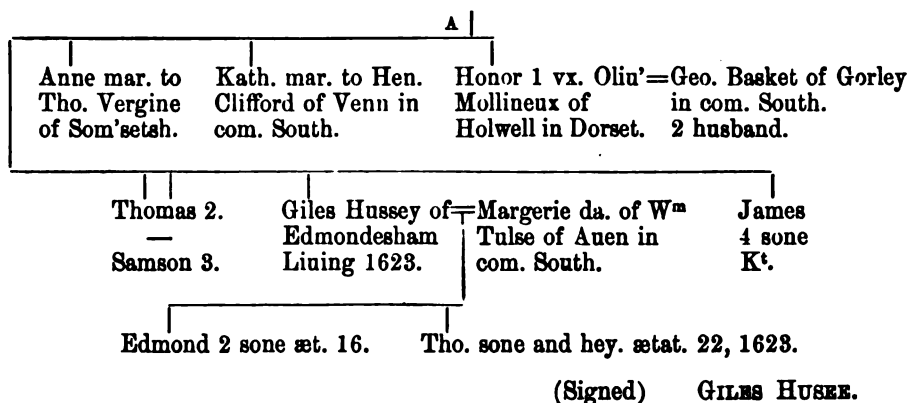 A
Anne mar. to
Tho. Vergine
of Som'setsh.
Kath. mar. to Hen.
Clifford of Venn in
com. South.
Honor 1 vx. Oliu'=Geo. Basket of Gorley
Mollineux of in com. South.
Holwell in Dorset. 2 husband.
Thomas 2.
—
Samson 3.
Giles Hussey of=Margerie da. of Wᵐ
Edmondesham Tulse of Auen in
Liuing 1623. com. South.
James
4 sone
Kᵗ.
Edmond 2 sone æt. 16.
Tho. sone and hey. ætat. 22, 1623.
(Signed) GILES HUSEE.